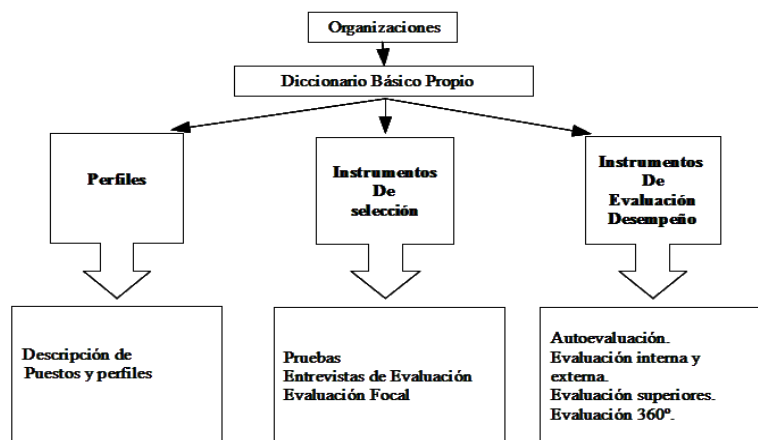 Organizaciones
Diccionario Básico Propio
Perfiles
Instrumentos
De
selección
Instrumentos
De
Evaluación
Desempeño
Descripción de
Puestos y perfiles
Pruebas
Entrevistas de Evaluación
Evaluación Focal
Autoevaluación.
Evaluación interna y
externa.
Evaluación superiores.
Evaluación 360º.